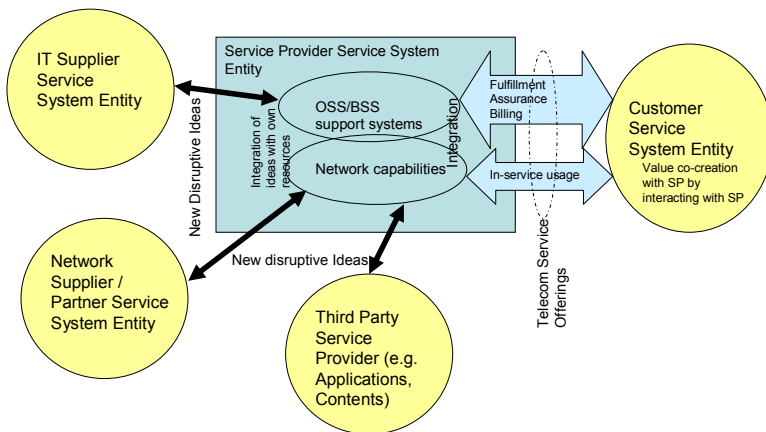 IT Supplier
Service
System Entity
Service Provider Service System
Entity
OSS/BSS
support systems
Network capabilities
Integration of
ideas with own
resources
Integration
New Disruptive Ideas
Fulfillment
Assurance
Billing
In-service usage
Customer
Service
System Entity
Value co-creation
with SP by
interacting with SP
Telecom Service
Offerings
Network
Supplier /
Partner Service
System Entity
New disruptive Ideas
Third Party
Service
Provider (e.g.
Applications,
Contents)